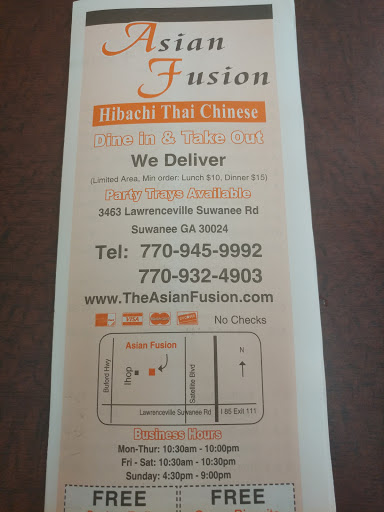 Asian
Fusion
Hibachi Thai Chinese
Dine in & Take Out
We Deliver
(Limited Area, Min order: Lunch $10, Dinner $15)
Party Trays Available
3463 Lawrenceville Suwanee Rd
Suwanee GA 30024
Tel: 770-945-9992
770-932-4903
www.TheAsianFusion.com
VISA
No Checks
Asian Fusion
N
Buford Hwy
Ihop
Satellite Blvd
Lawrenceville Suwanee Rd
I 85 Exit 111
Business Hours
Mon-Thur: 10:30am - 10:00pm
Fri - Sat: 10:30am - 10:30pm
Sunday: 4:30pm - 9:00pm
FREE
FREE